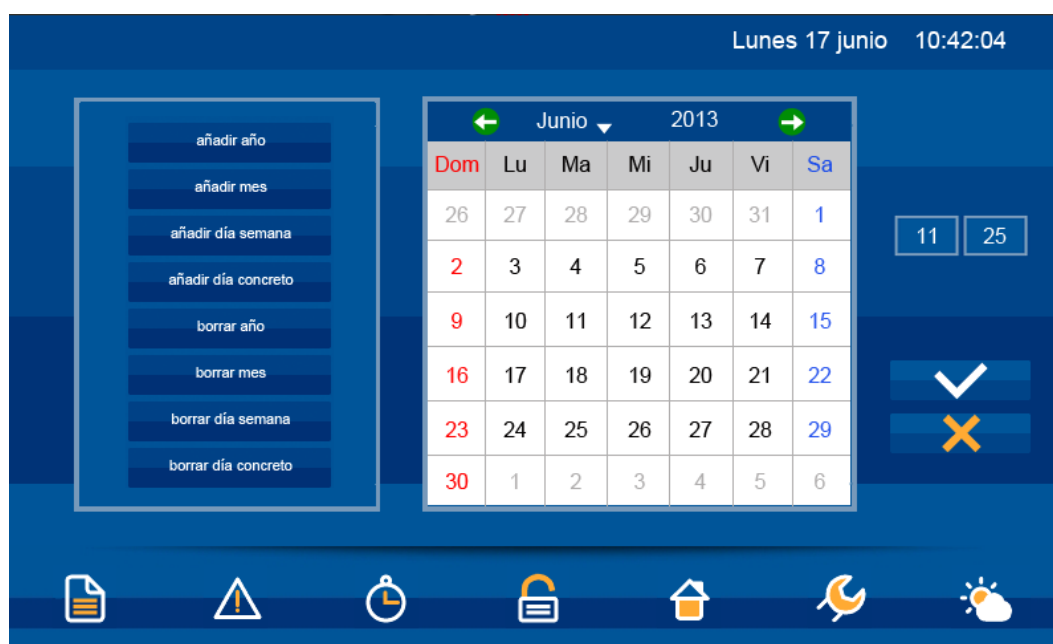 Lunes 17 junio 10:42:04
añadir año
añadir mes
añadir día semana
añadir día concreto
borrar año
borrar mes
borrar día semana
borrar día concreto
Junio 2013
Dom Lu Ma Mi Ju Vi Sa
26 27 28 29 30 31 1
2 3 4 5 6 7 8
9 10 11 12 13 14 15
16 17 18 19 20 21 22
23 24 25 26 27 28 29
30 1 2 3 4 5 6
11 25